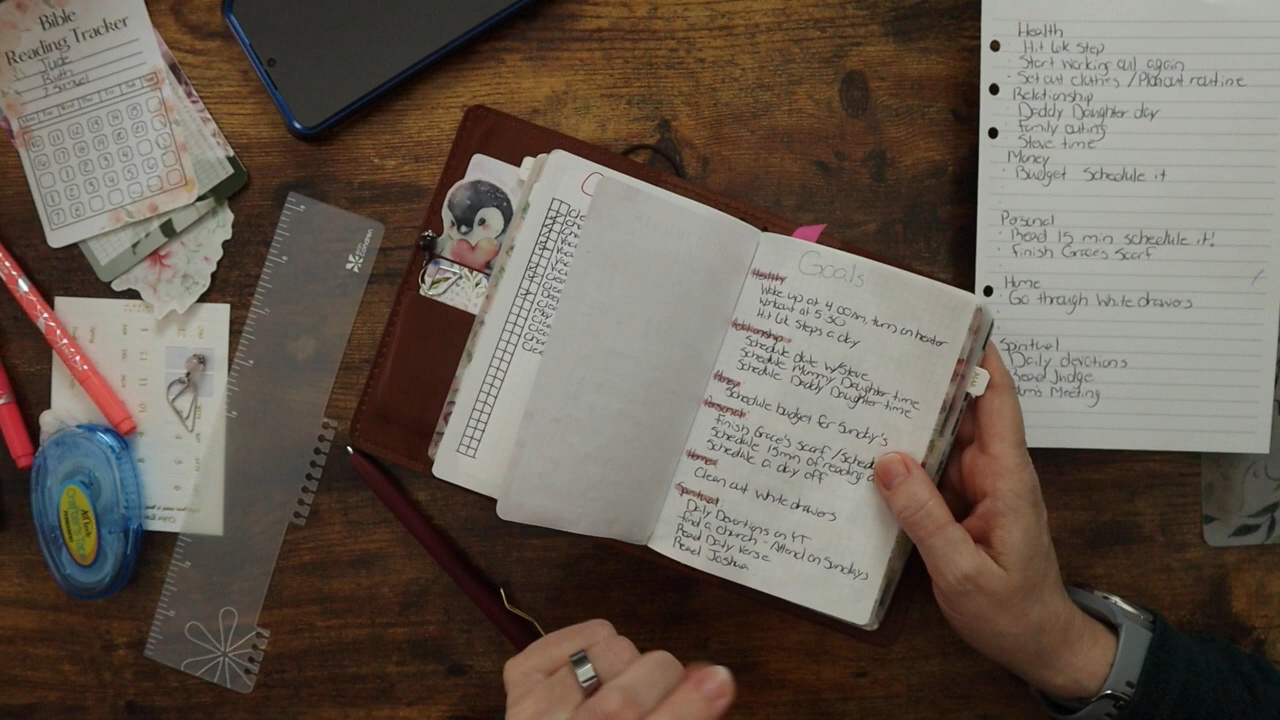 Bible
Reading Tracker
Jude
Ruth
1 Samuel
Goals
Health
Wake up at 4:00am, turn on heater
Workout at 5:30
Hit 6k steps a day
Relationship
Schedule date w/Steve
Schedule Mummy Daughter time
Schedule Daddy Daughter time
Money
Schedule budget for Sunday's
Personal
Finish Grace's scarf /Sched
Schedule 15min of reading a
Schedule a day off
Home
Clean out white drawers
Spiritual
Daily Devotions on YT
find a church - Attend on Sundays
Read Daily Verse
Read Joshua
Health
· Hit 6k step
· Start working out again
· Set out clothes / Plan out routine
Relationship
· Daddy Daughter day
· family outing
· Steve time
Money
· Budget Schedule it
Personal
· Read 15 min schedule it!
· Finish Grace's Scarf
Home
· Go through white drawers
Spiritual
Daily devotions
Read Judge
Meeting